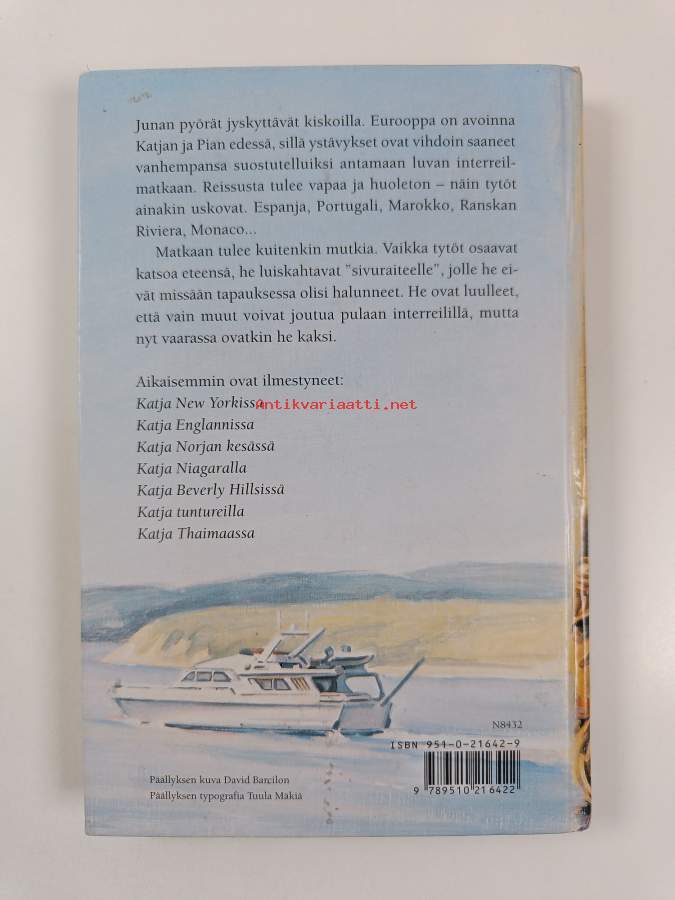 Junan pyörät jyskyttävät kiskoilla. Eurooppa on avoinna
Katjan ja Pian edessä, sillä ystävykset ovat vihdoin saaneet
vanhempansa suostutelluiksi antamaan luvan interreil-
matkaan. Reissusta tulee vapaa ja huoleton – näin tytöt
ainakin uskovat. Espanja, Portugali, Marokko, Ranskan
Riviera, Monaco...
Matkaan tulee kuitenkin mutkia. Vaikka tytöt osaavat
katsoa eteensä, he luiskahtavat "sivuraiteelle", jolle he ei-
vät missään tapauksessa olisi halunneet. He ovat luulleet,
että vain muut voivat joutua pulaan interreilillä, mutta
nyt vaarassa ovatkin he kaksi.
Aikaisemmin ovat ilmestyneet:
Katja New Yorkissa
antikvariaatti.net
Katja Englannissa
Katja Norjan kesässä
Katja Niagaralla
Katja Beverly Hillsissä
Katja tuntureilla
Katja Thaimaassa
N8432
ISBN 951-0-21642-9
Päällyksen kuva David Barcilon
Päällyksen typografia Tuula Mäkiä
9 789510 216422